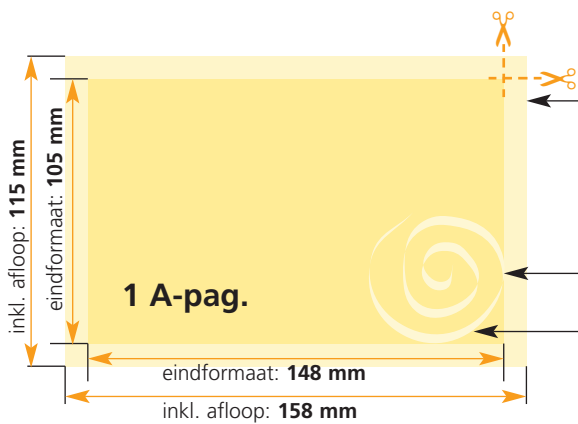 inkl. afloop: 115 mm
eindformaat: 105 mm
1 A-pag.
eindformaat: 148 mm
inkl. afloop: 158 mm